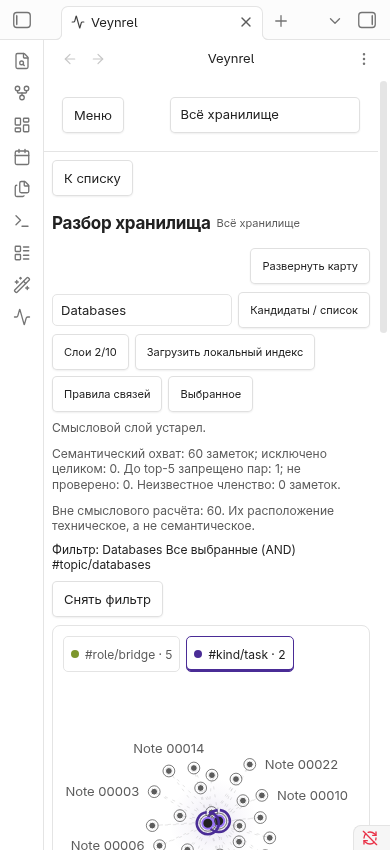 Veynrel
Veynrel
Меню
Всё хранилище
К списку
Разбор хранилища Всё хранилище
Развернуть карту
Databases
Кандидаты / список
Слои 2/10
Загрузить локальный индекс
Правила связей
Выбранное
Смысловой слой устарел.
Семантический охват: 60 заметок; исключено
целиком: 0. До top-5 запрещено пар: 1; не
проверено: 0. Неизвестное членство: 0 заметок.
Вне смыслового расчёта: 60. Их расположение
техническое, а не семантическое.
Фильтр: Databases Все выбранные (AND)
#topic/databases
Снять фильтр
#role/bridge · 5
#kind/task · 2
Note 00014
Note 00022
Note 00003
Note 00010
Note 00006